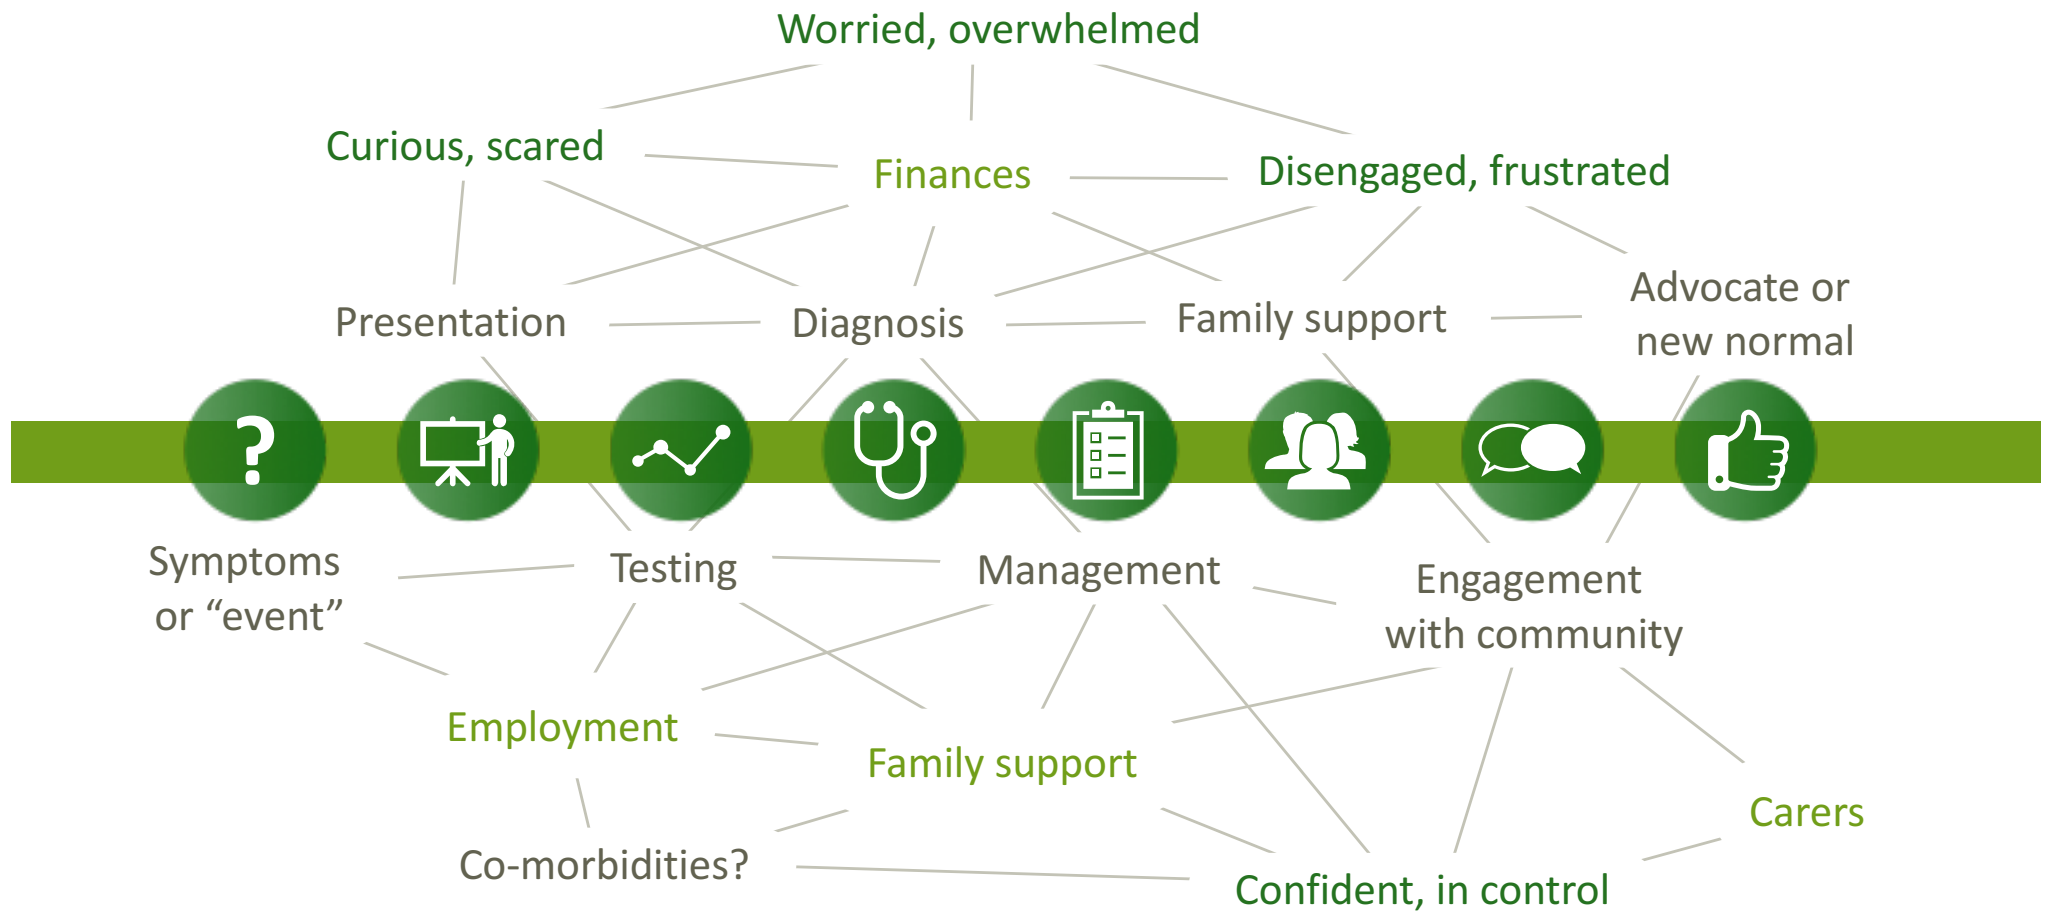 Worried, overwhelmed
Curious, scared
Finances
Disengaged, frustrated
Presentation
Diagnosis
Family support
Advocate or
new normal
?
Symptoms
or “event”
Testing
Management
Engagement
with community
Employment
Family support
Carers
Co-morbidities?
Confident, in control